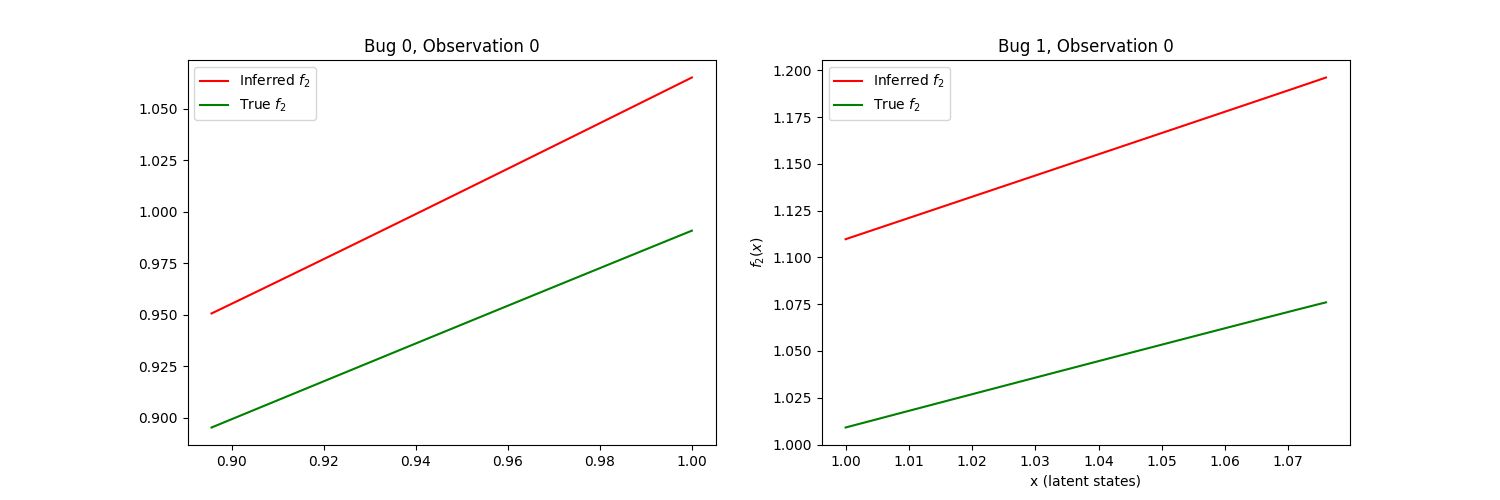 Bug 0, Observation 0
Inferred f₂
True f₂
1.050
1.025
1.000
0.975
0.950
0.925
0.900
0.90 0.92 0.94 0.96 0.98 1.00
Bug 1, Observation 0
Inferred f₂
True f₂
f₂(x)
1.200
1.175
1.150
1.125
1.100
1.075
1.050
1.025
1.000
1.00 1.01 1.02 1.03 1.04 1.05 1.06 1.07
x (latent states)